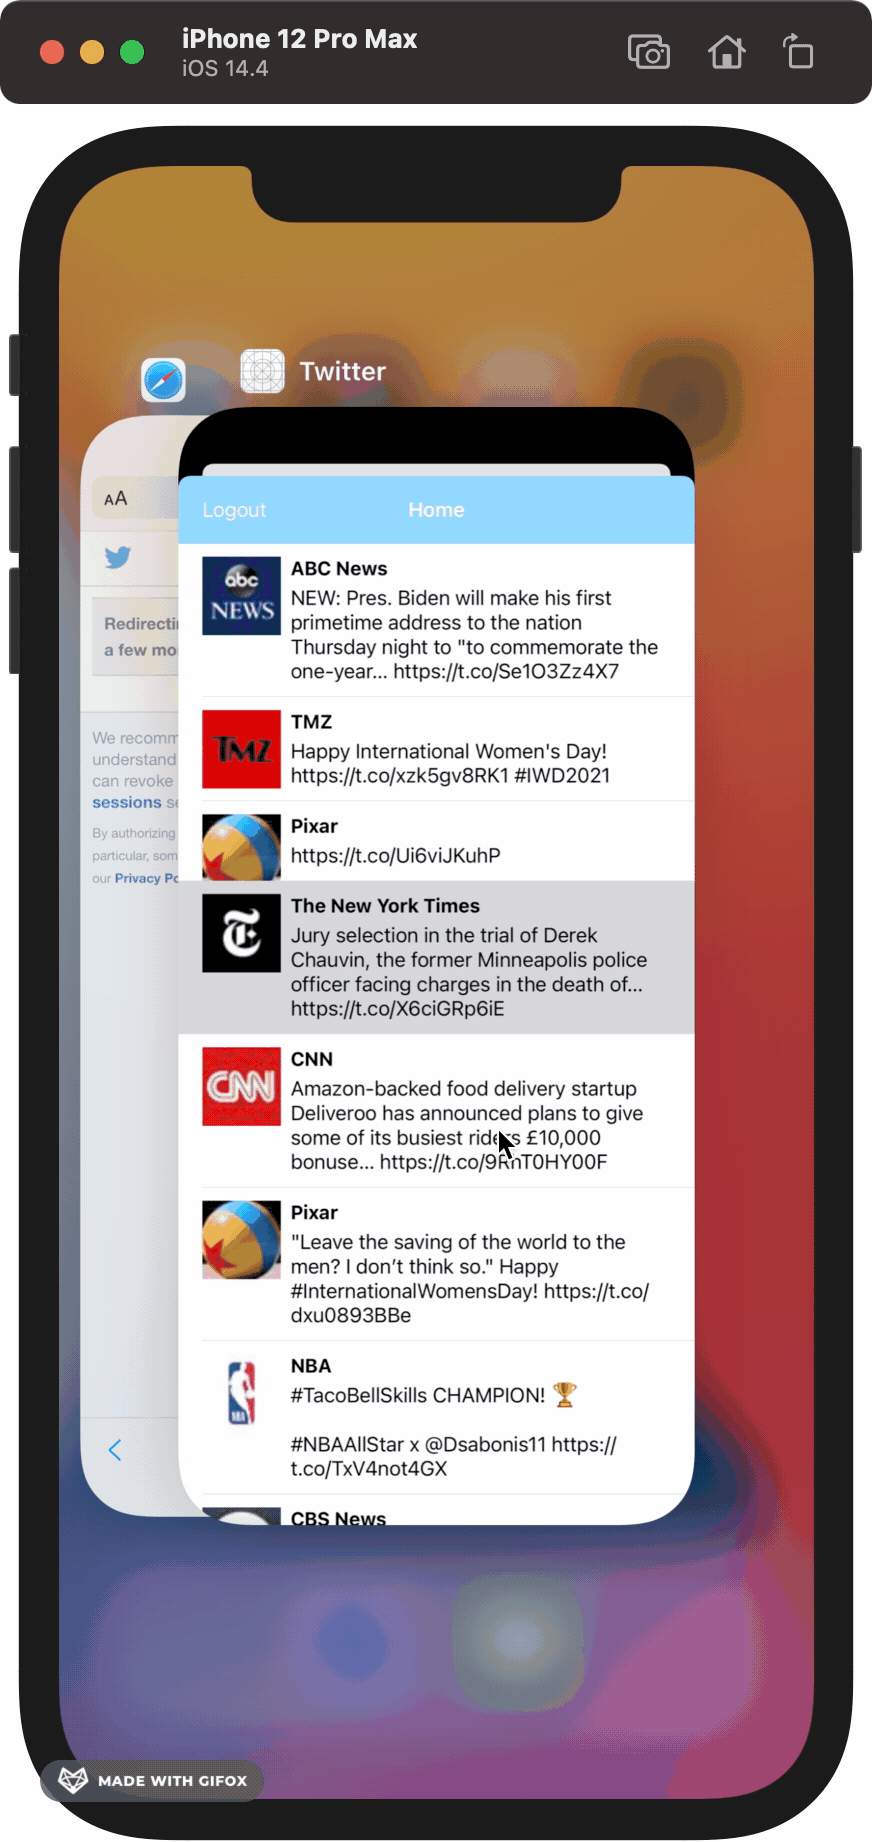 iPhone 12 Pro Max
iOS 14.4
Twitter
AA
Redirecti
a few mo
We recomm
understand
can revoke
sessions se
By authorizing
particular, som
our Privacy Po
Logout
Home
abc
NEWS
ABC News
NEW: Pres. Biden will make his first
primetime address to the nation
Thursday night to "to commemorate the
one-year... https://t.co/Se1O3Zz4X7
TMZ
TMZ
Happy International Women's Day!
https://t.co/xzk5gv8RK1 #IWD2021
Pixar
https://t.co/Ui6viJKuhP
The New York Times
Jury selection in the trial of Derek
Chauvin, the former Minneapolis police
officer facing charges in the death of...
https://t.co/X6ciGRp6iE
CNN
CNN
Amazon-backed food delivery startup
Deliveroo has announced plans to give
some of its busiest riders £10,000
bonuse...
Pixar
"Leave the saving of the world to the
men? I don't think so." Happy
#InternationalWomensDay! https://t.co/
dxu0893BBe
NBA
NBA
#TacoBellSkills CHAMPION! 🏆
#NBAAllStar x @Dsabonis11 https://
t.co/TxV4not4GX
CBS News
MADE WITH GIFOX